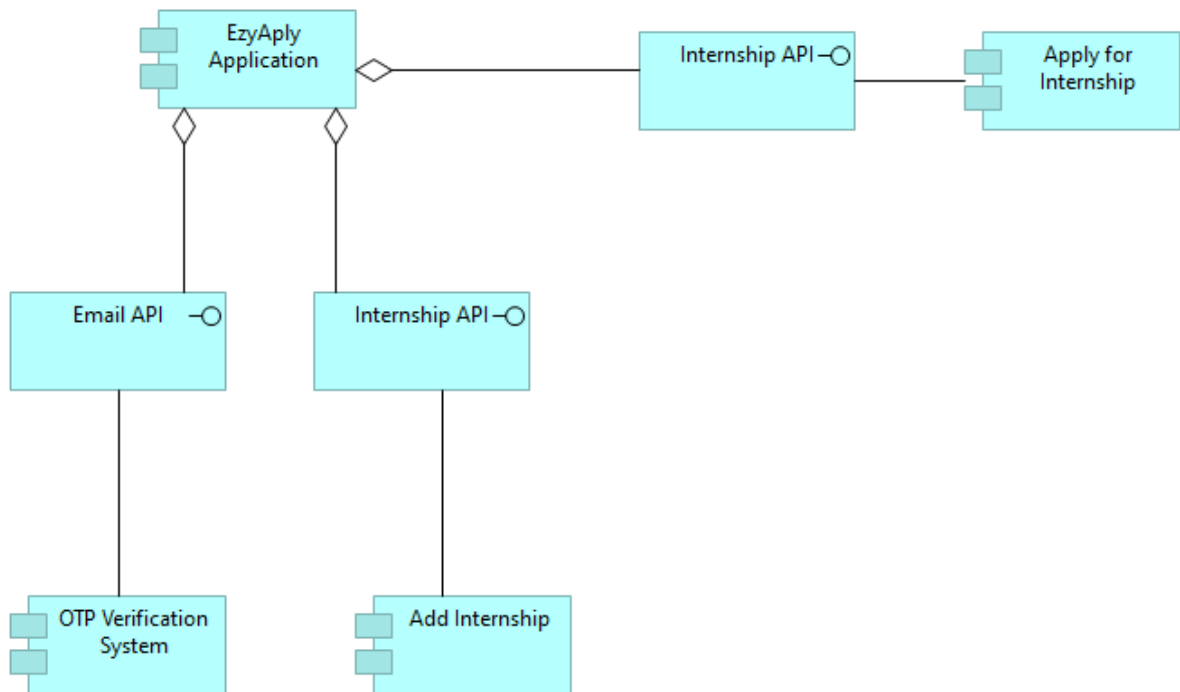 EzyAply
Application
Internship API
Apply for
Internship
Email API
Internship API
OTP Verification
System
Add Internship